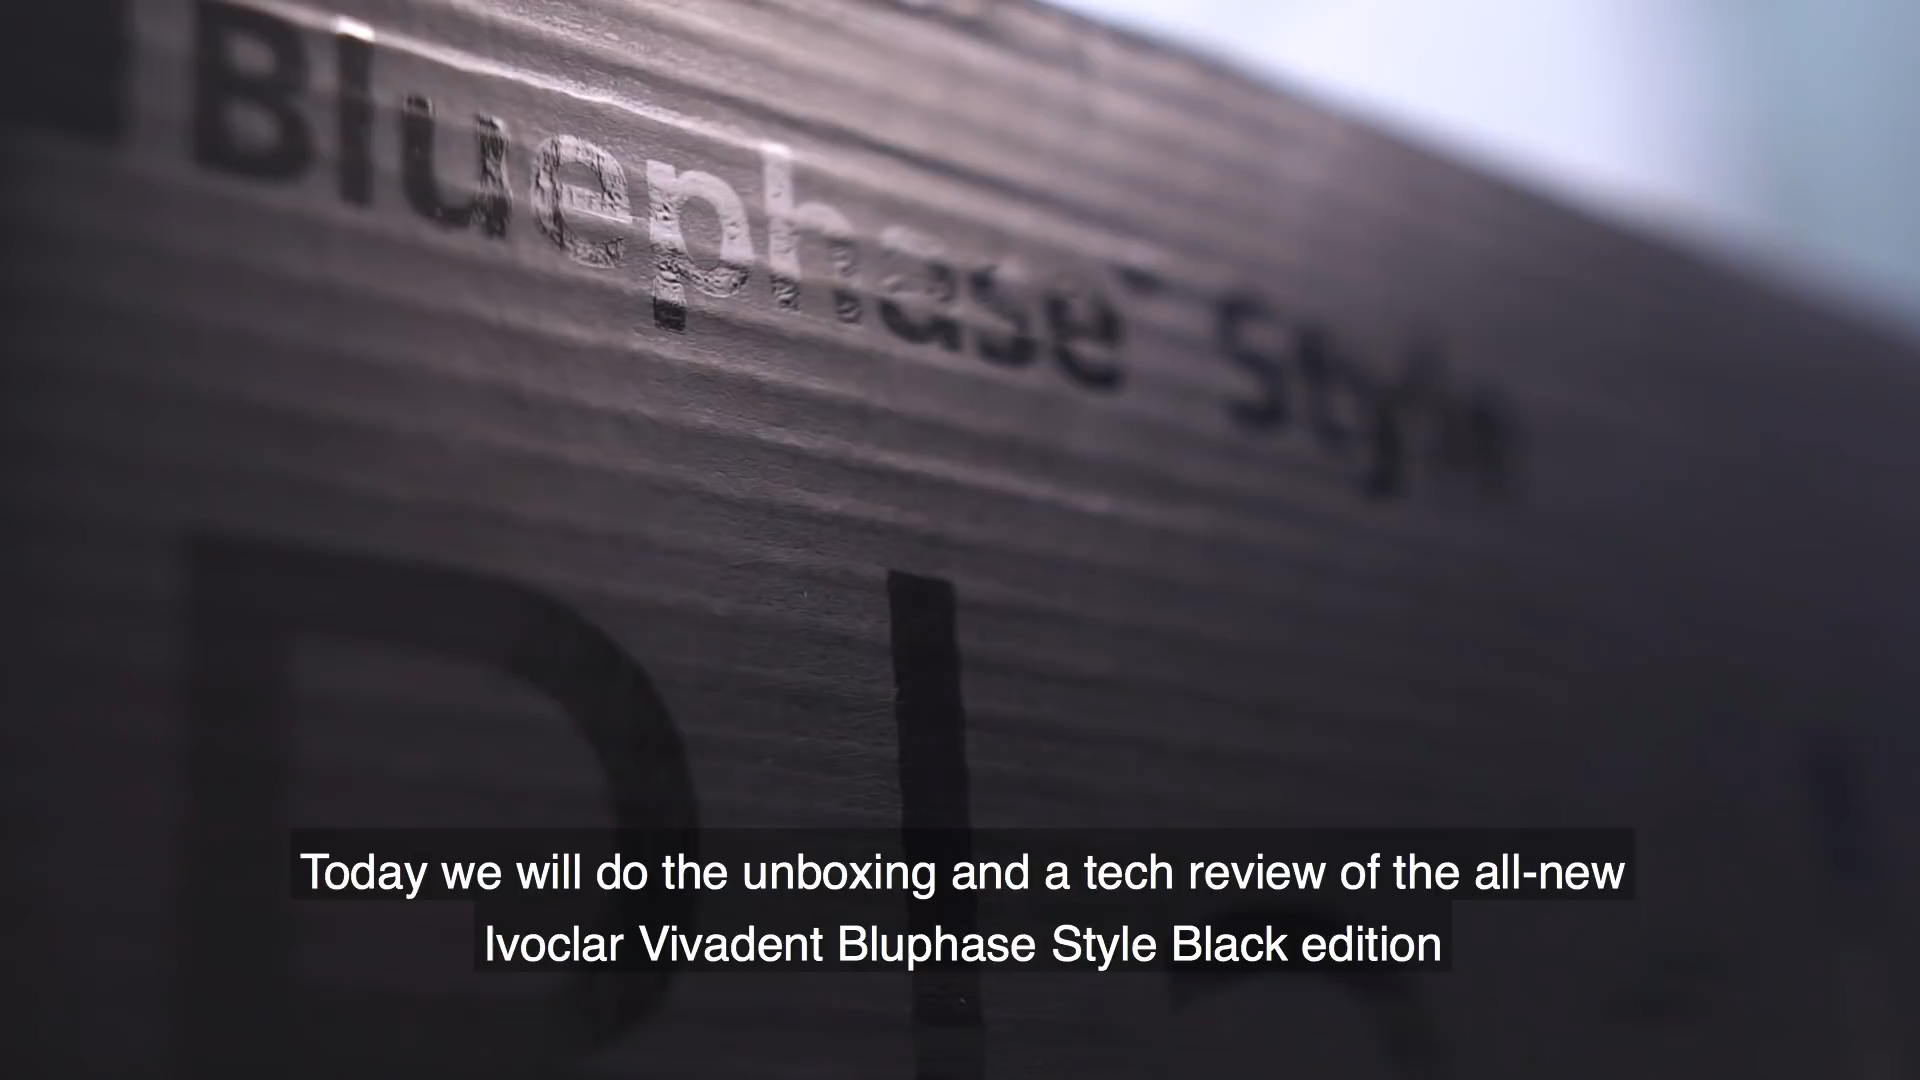 Bluephase Style
Today we will do the unboxing and a tech review of the all-new
Ivoclar Vivadent Bluphase Style Black edition